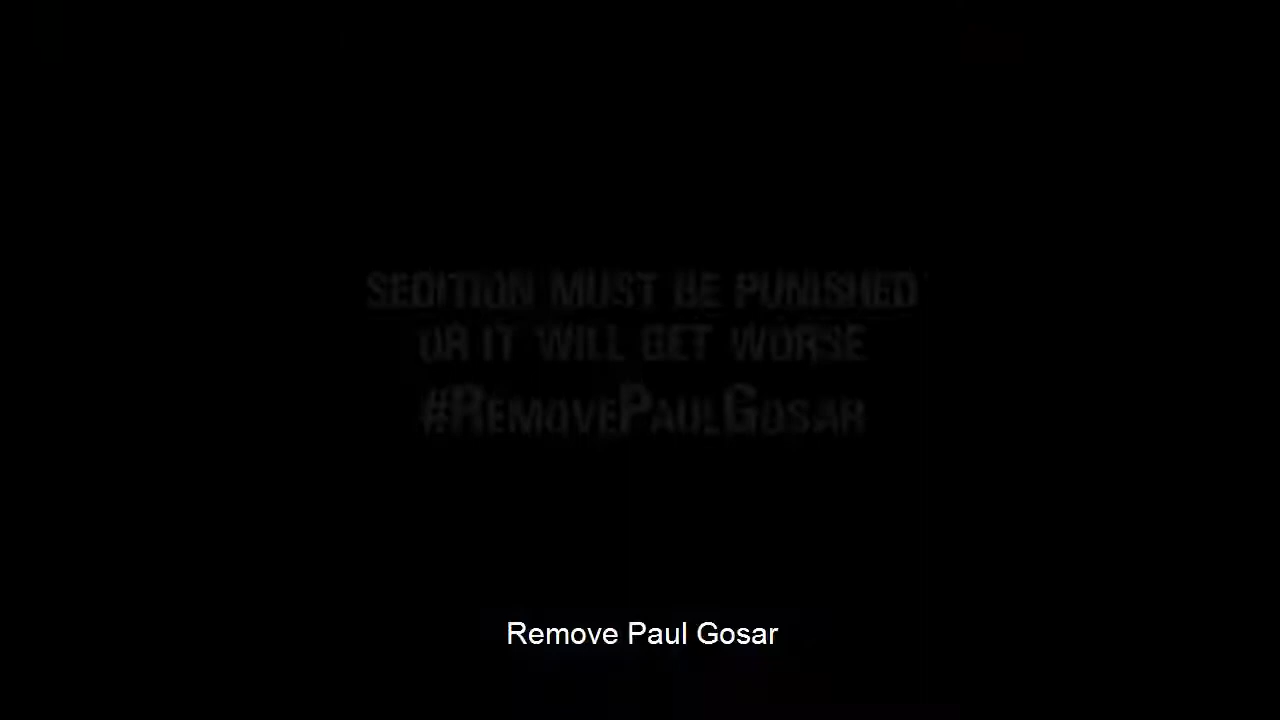 SEDITION MUST BE PUNISHED
OR IT WILL GET WORSE
#REMOVEPAULGOSAR
Remove Paul Gosar